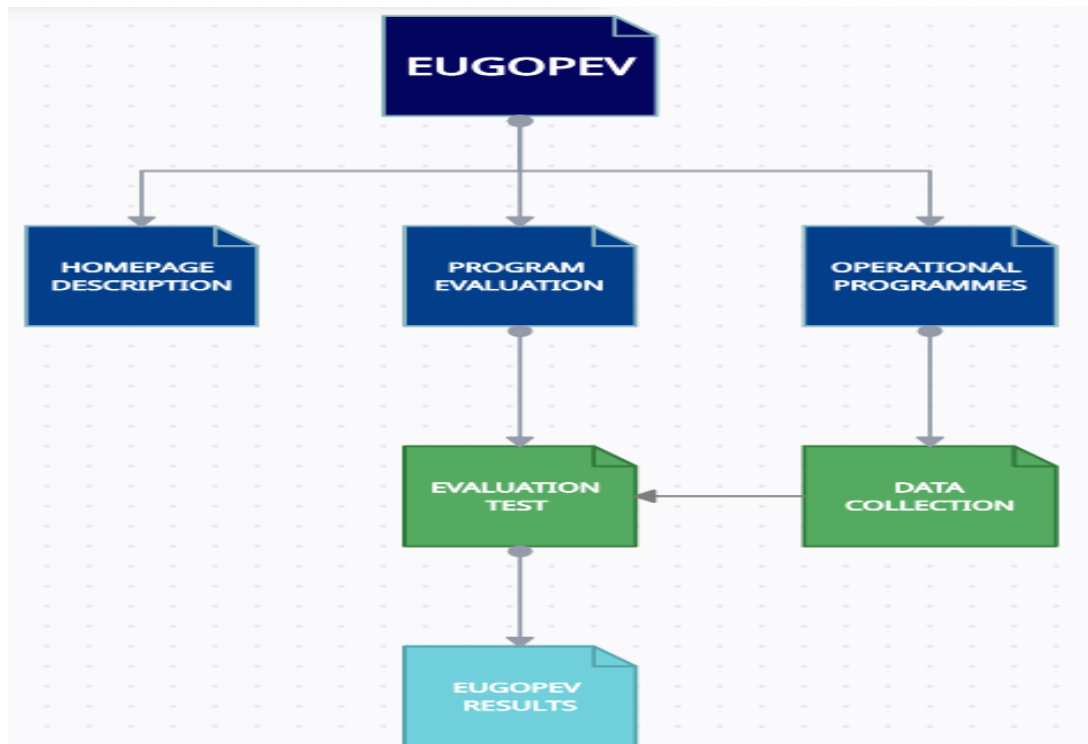 EUGOPEV
HOMEPAGE
DESCRIPTION
PROGRAM
EVALUATION
OPERATIONAL
PROGRAMMES
EVALUATION
TEST
DATA
COLLECTION
EUGOPEV
RESULTS